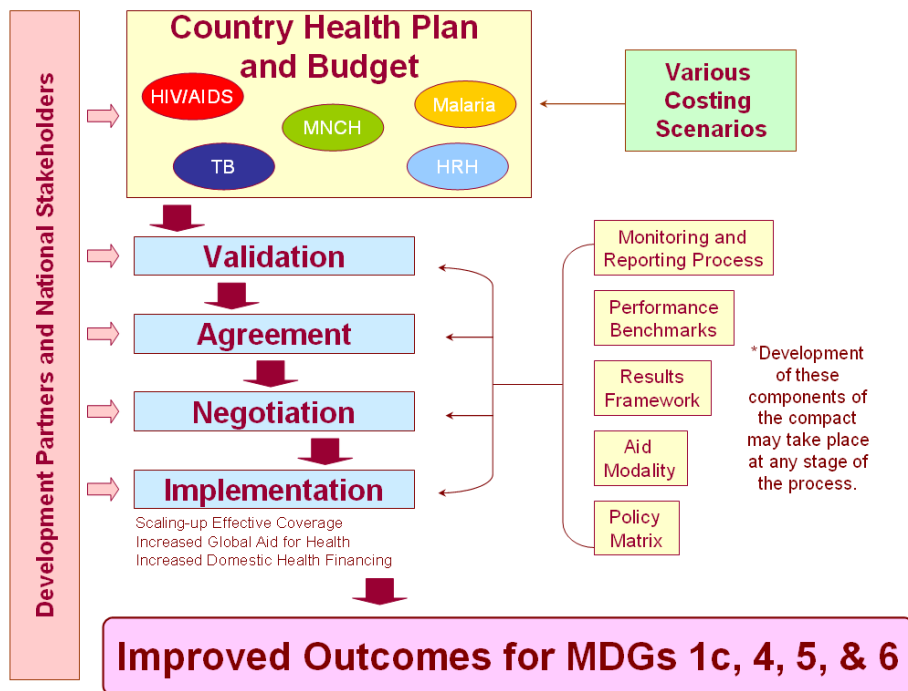 Development Partners and National Stakeholders
Country Health Plan
and Budget
HIV/AIDS
Malaria
MNCH
TB
HRH
Various
Costing
Scenarios
Validation
Agreement
Negotiation
Implementation
Scaling-up Effective Coverage
Increased Global Aid for Health
Increased Domestic Health Financing
Monitoring and
Reporting Process
Performance
Benchmarks
Results
Framework
Aid
Modality
Policy
Matrix
*Development
of these
components of
the compact
may take place
at any stage of
the process.
Improved Outcomes for MDGs 1c, 4, 5, & 6